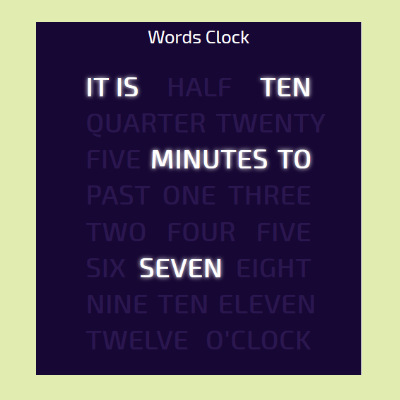 Words Clock
IT IS HALF TEN
QUARTER TWENTY
FIVE MINUTES TO
PAST ONE THREE
TWO FOUR FIVE
SIX SEVEN EIGHT
NINE TEN ELEVEN
TWELVE O'CLOCK